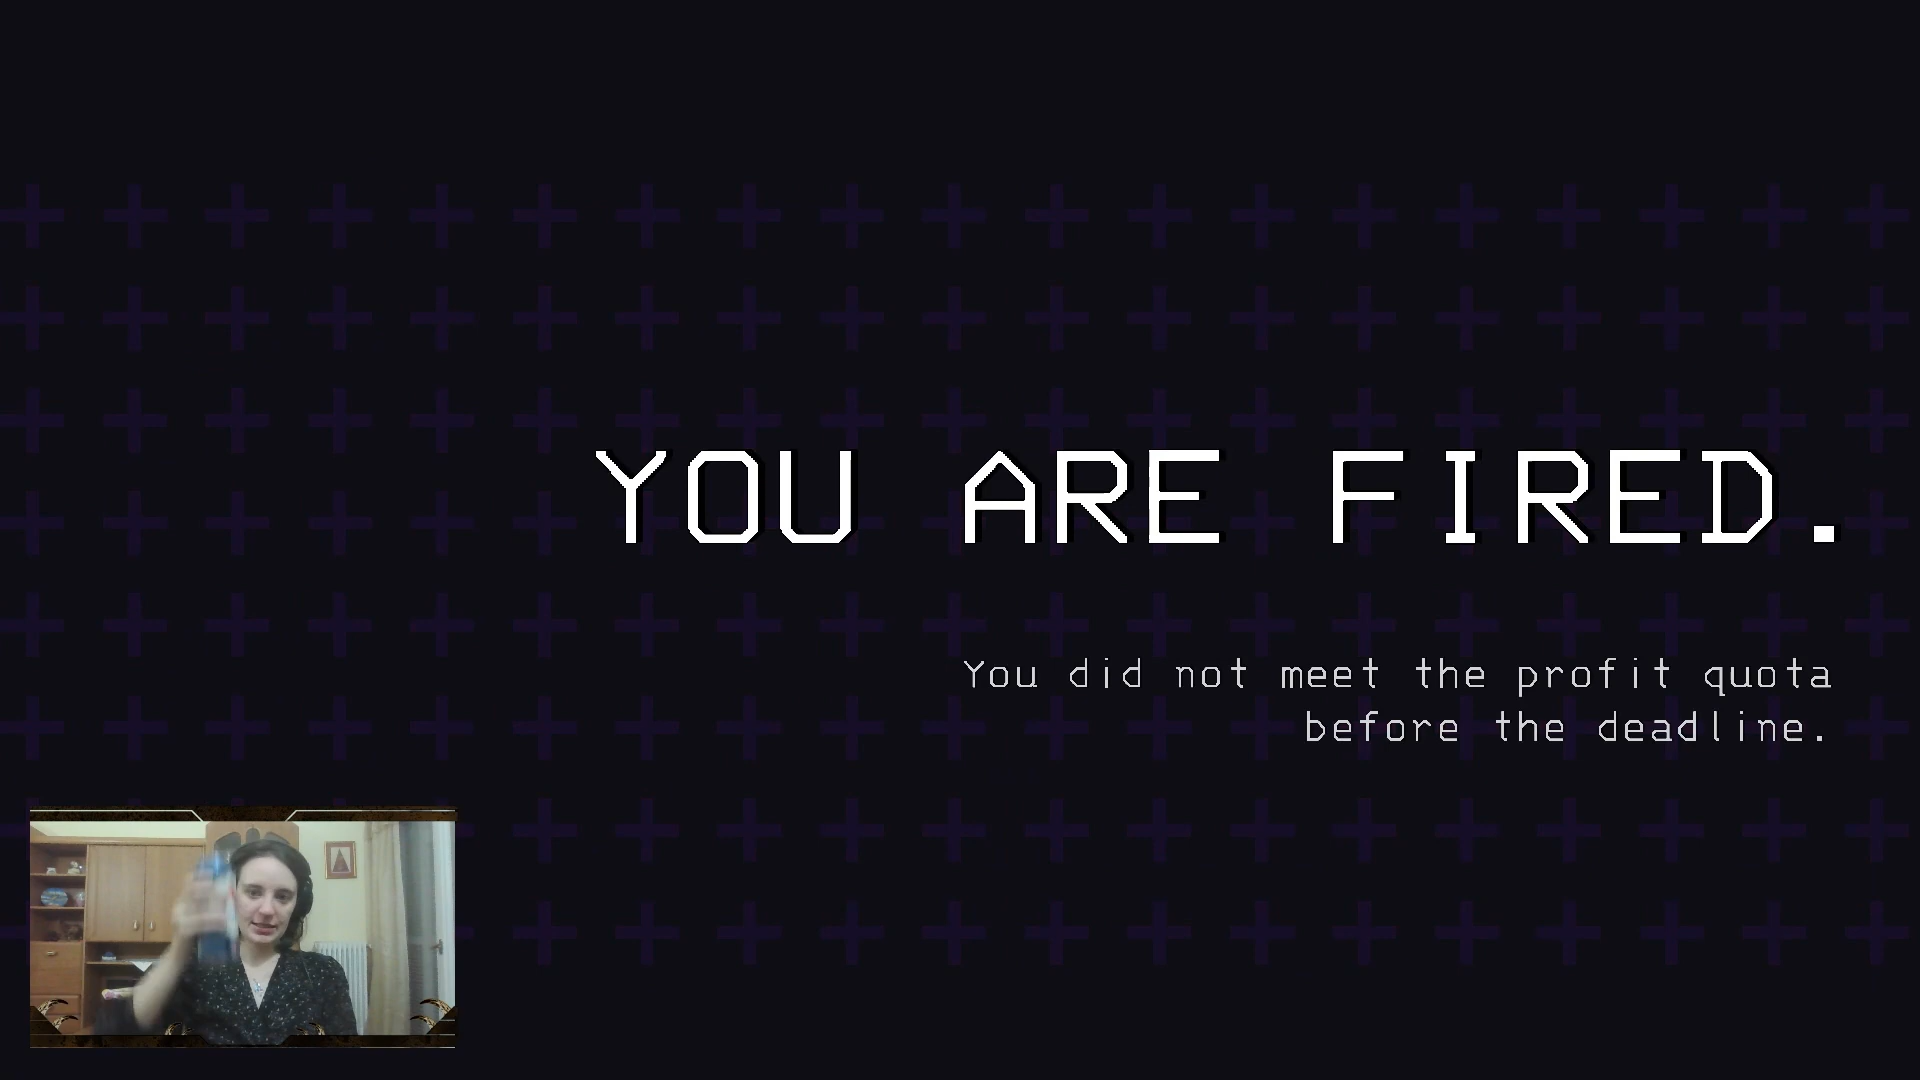 YOU ARE FIRED.
You did not meet the profit quota
before the deadline.